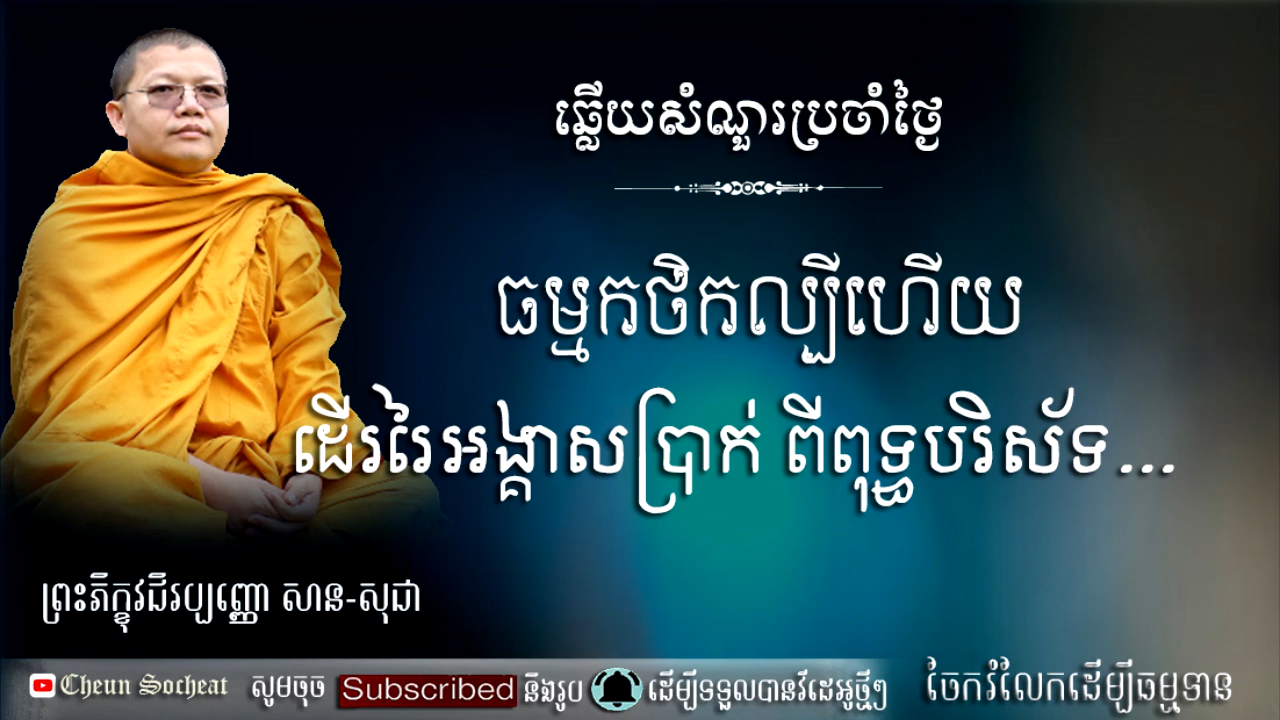 ឆ្លើយសំណួរប្រចាំថ្ងៃ
ធម្មកថិកល្បីហើយ
ដើររៃអង្គាសប្រាក់ ពីពុទ្ធបរិស័ទ...
ព្រះភិក្ខុវជិរប្បញ្ញោ សាន-សុជា
Cheun Socheat សូមចុច Subscribed និងរូប ដើម្បីទទួលបានវីដេអូថ្មីៗ ចែករំលែកដើម្បីធម្មទាន